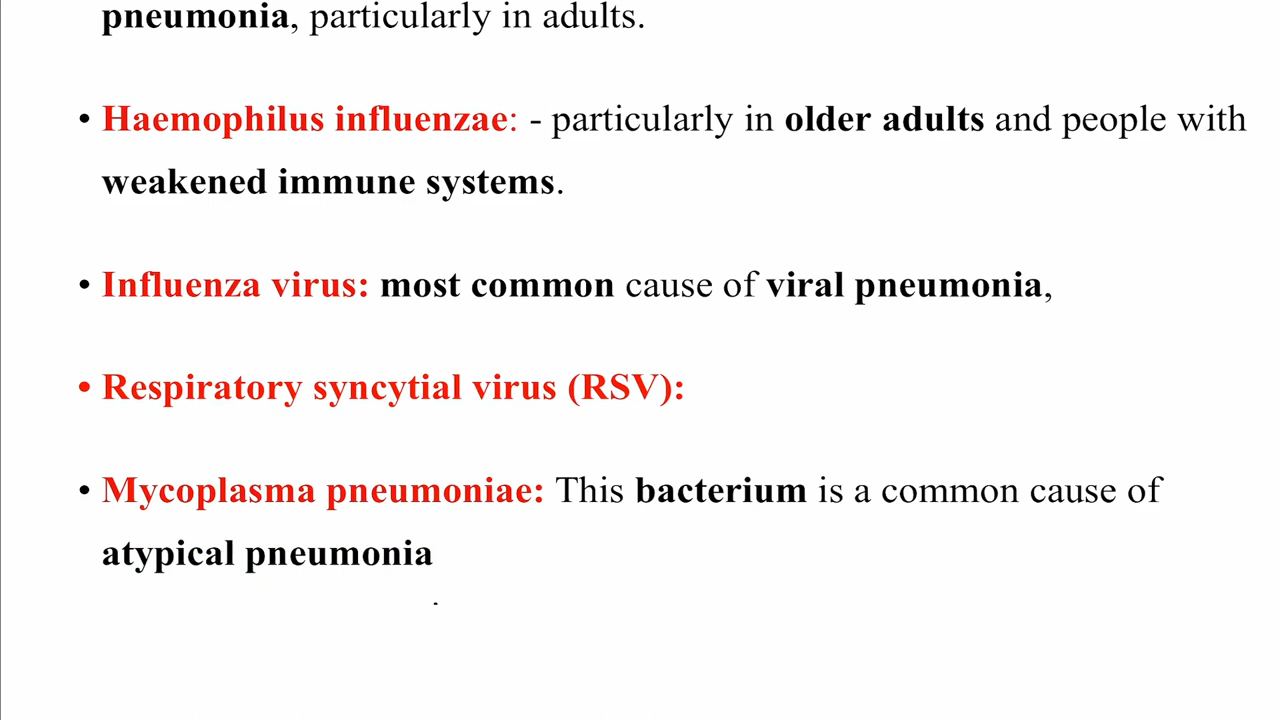 pneumonia, particularly in adults.
• Haemophilus influenzae: - particularly in older adults and people with
weakened immune systems.
• Influenza virus: most common cause of viral pneumonia,
• Respiratory syncytial virus (RSV):
• Mycoplasma pneumoniae: This bacterium is a common cause of
atypical pneumonia
.